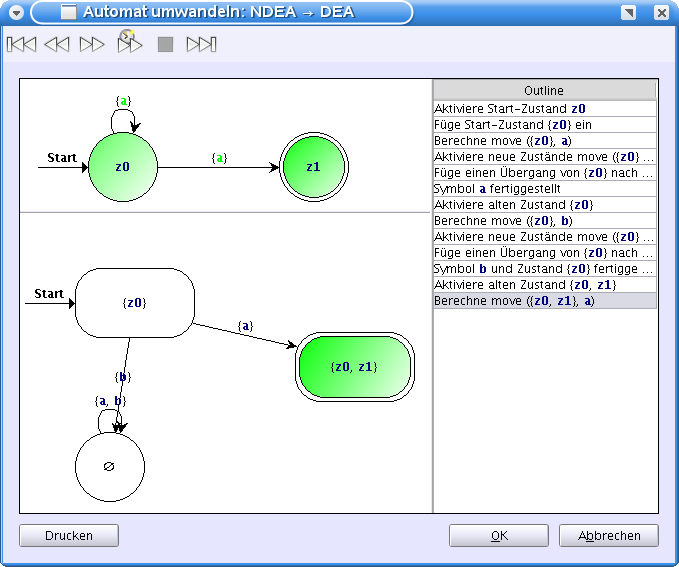 Automat umwandeln: NDEA → DEA
{a}
Start
z0
{a}
z1
Start
{z0}
{a}
{z0, z1}
{b}
{a, b}
∅
Outline
Aktiviere Start-Zustand z0
Füge Start-Zustand {z0} ein
Berechne move ({z0}, a)
Aktiviere neue Zustände move ({z0} ...
Füge einen Übergang von {z0} nach ...
Symbol a fertiggestellt
Aktiviere alten Zustand {z0}
Berechne move ({z0}, b)
Aktiviere neue Zustände move ({z0} ...
Füge einen Übergang von {z0} nach ...
Symbol b und Zustand {z0} fertigge ...
Aktiviere alten Zustand {z0, z1}
Berechne move ({z0, z1}, a)
Drucken
OK
Abbrechen